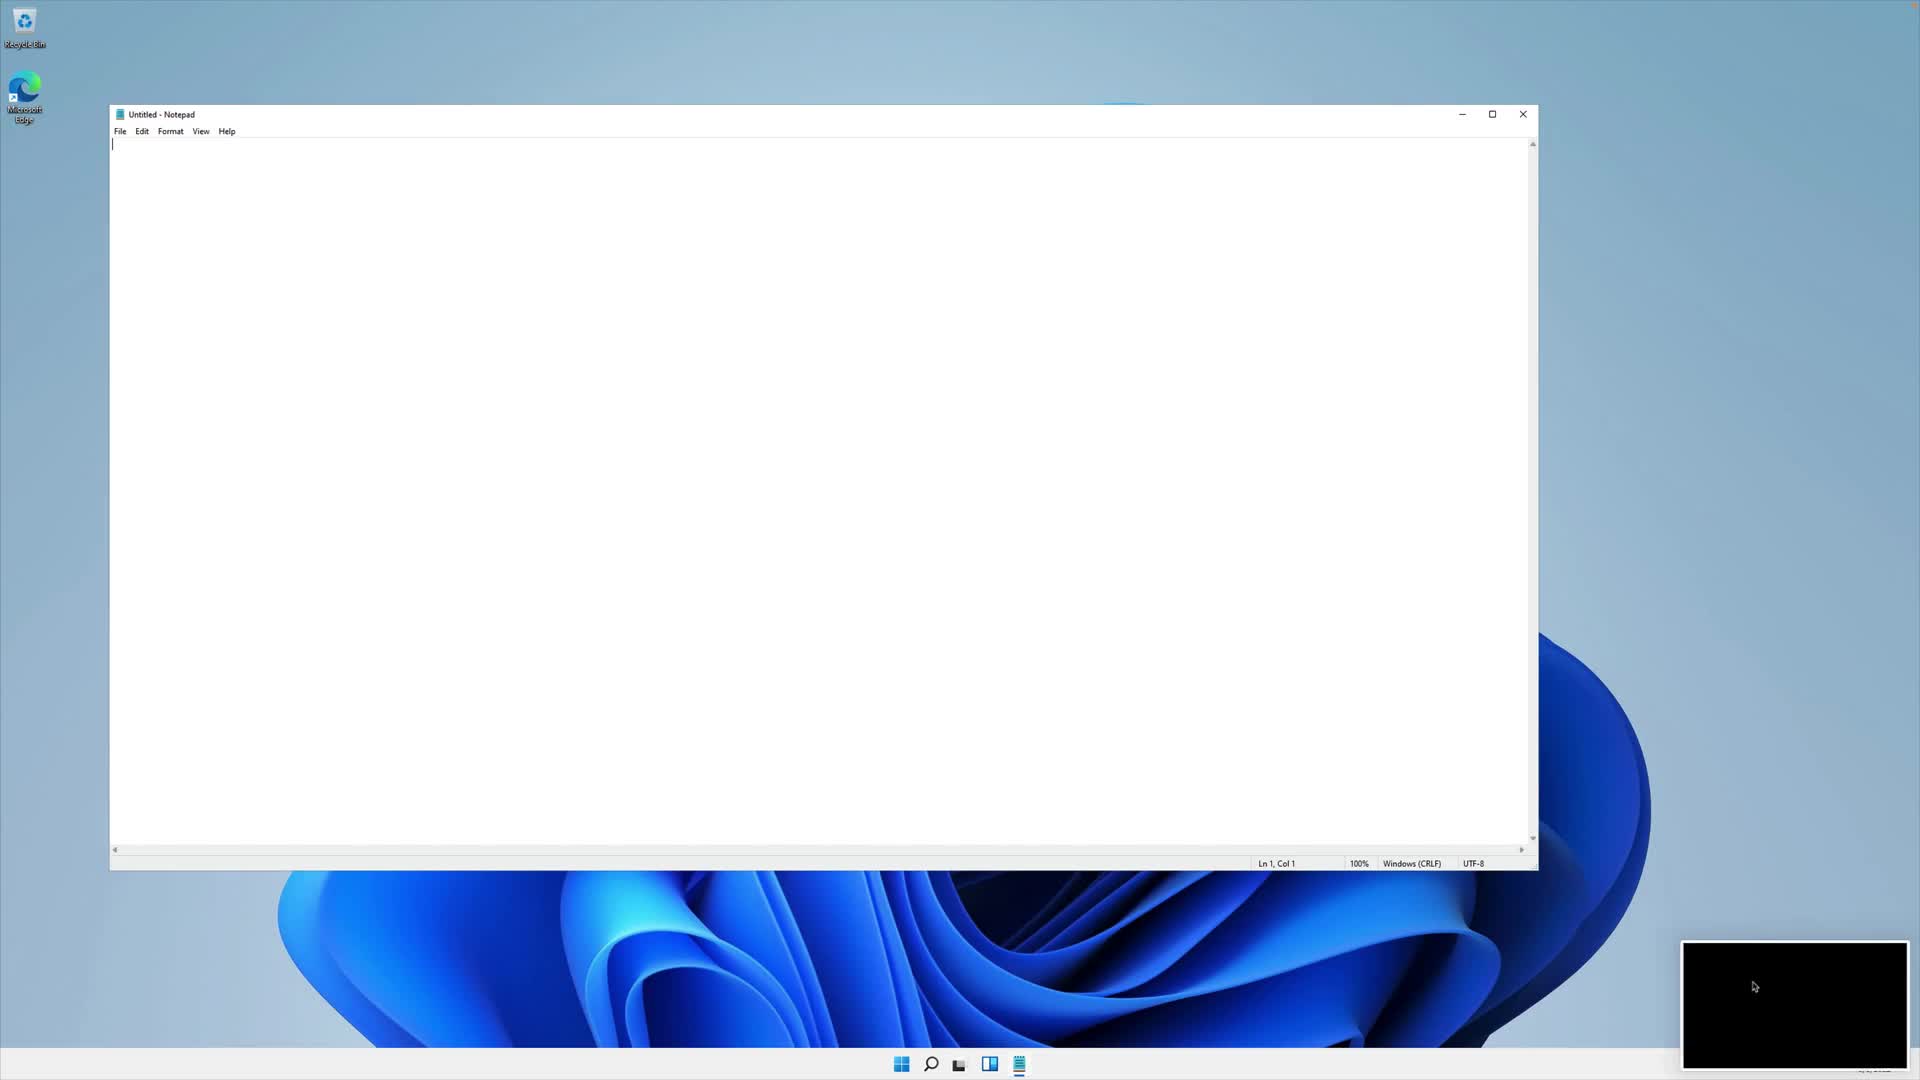 Recycle Bin
Microsoft
Edge
Untitled - Notepad
File Edit Format View Help
Ln 1, Col 1 100% Windows (CRLF) UTF-8